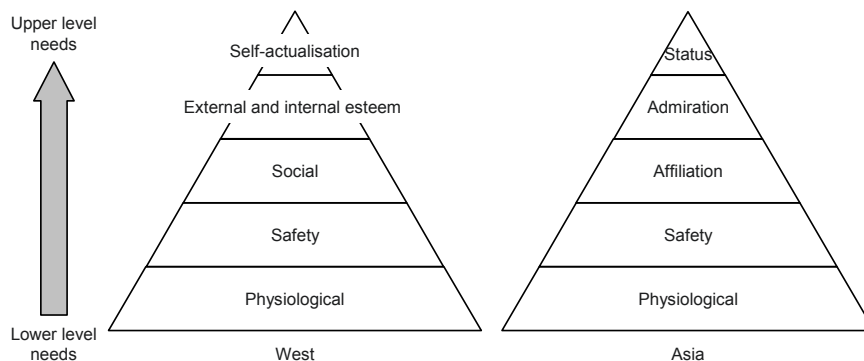 Upper level
needs
Self-actualisation
External and internal esteem
Social
Safety
Physiological
Lower level
needs
West
Status
Admiration
Affiliation
Safety
Physiological
Asia